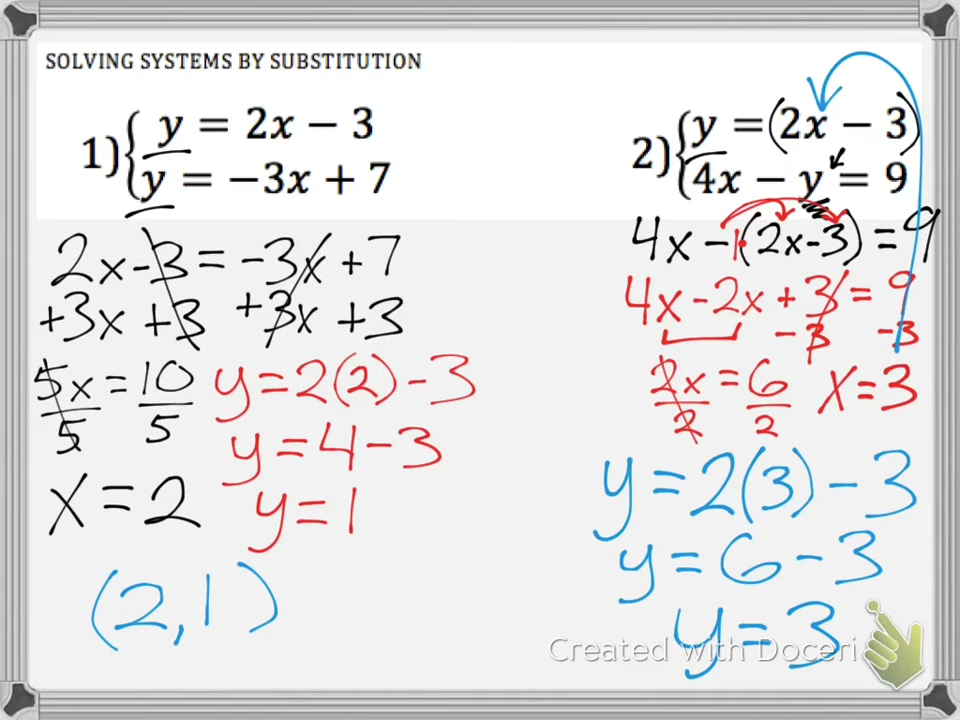 SOLVING SYSTEMS BY SUBSTITUTION
1) { y = 2x − 3
y = −3x + 7
2x - 3 = -3x + 7
+3x +3 +3x +3
5x = 10
5 5
x = 2
y = 2(2) - 3
y = 4 - 3
y = 1
(2, 1)
2) { y = (2x − 3)
4x − y = 9
4x - 1(2x - 3) = 9
4x - 2x + 3 = 9
- 3 - 3
2x = 6
2 2
x = 3
y = 2(3) - 3
y = 6 - 3
y = 3
Created with Doceri